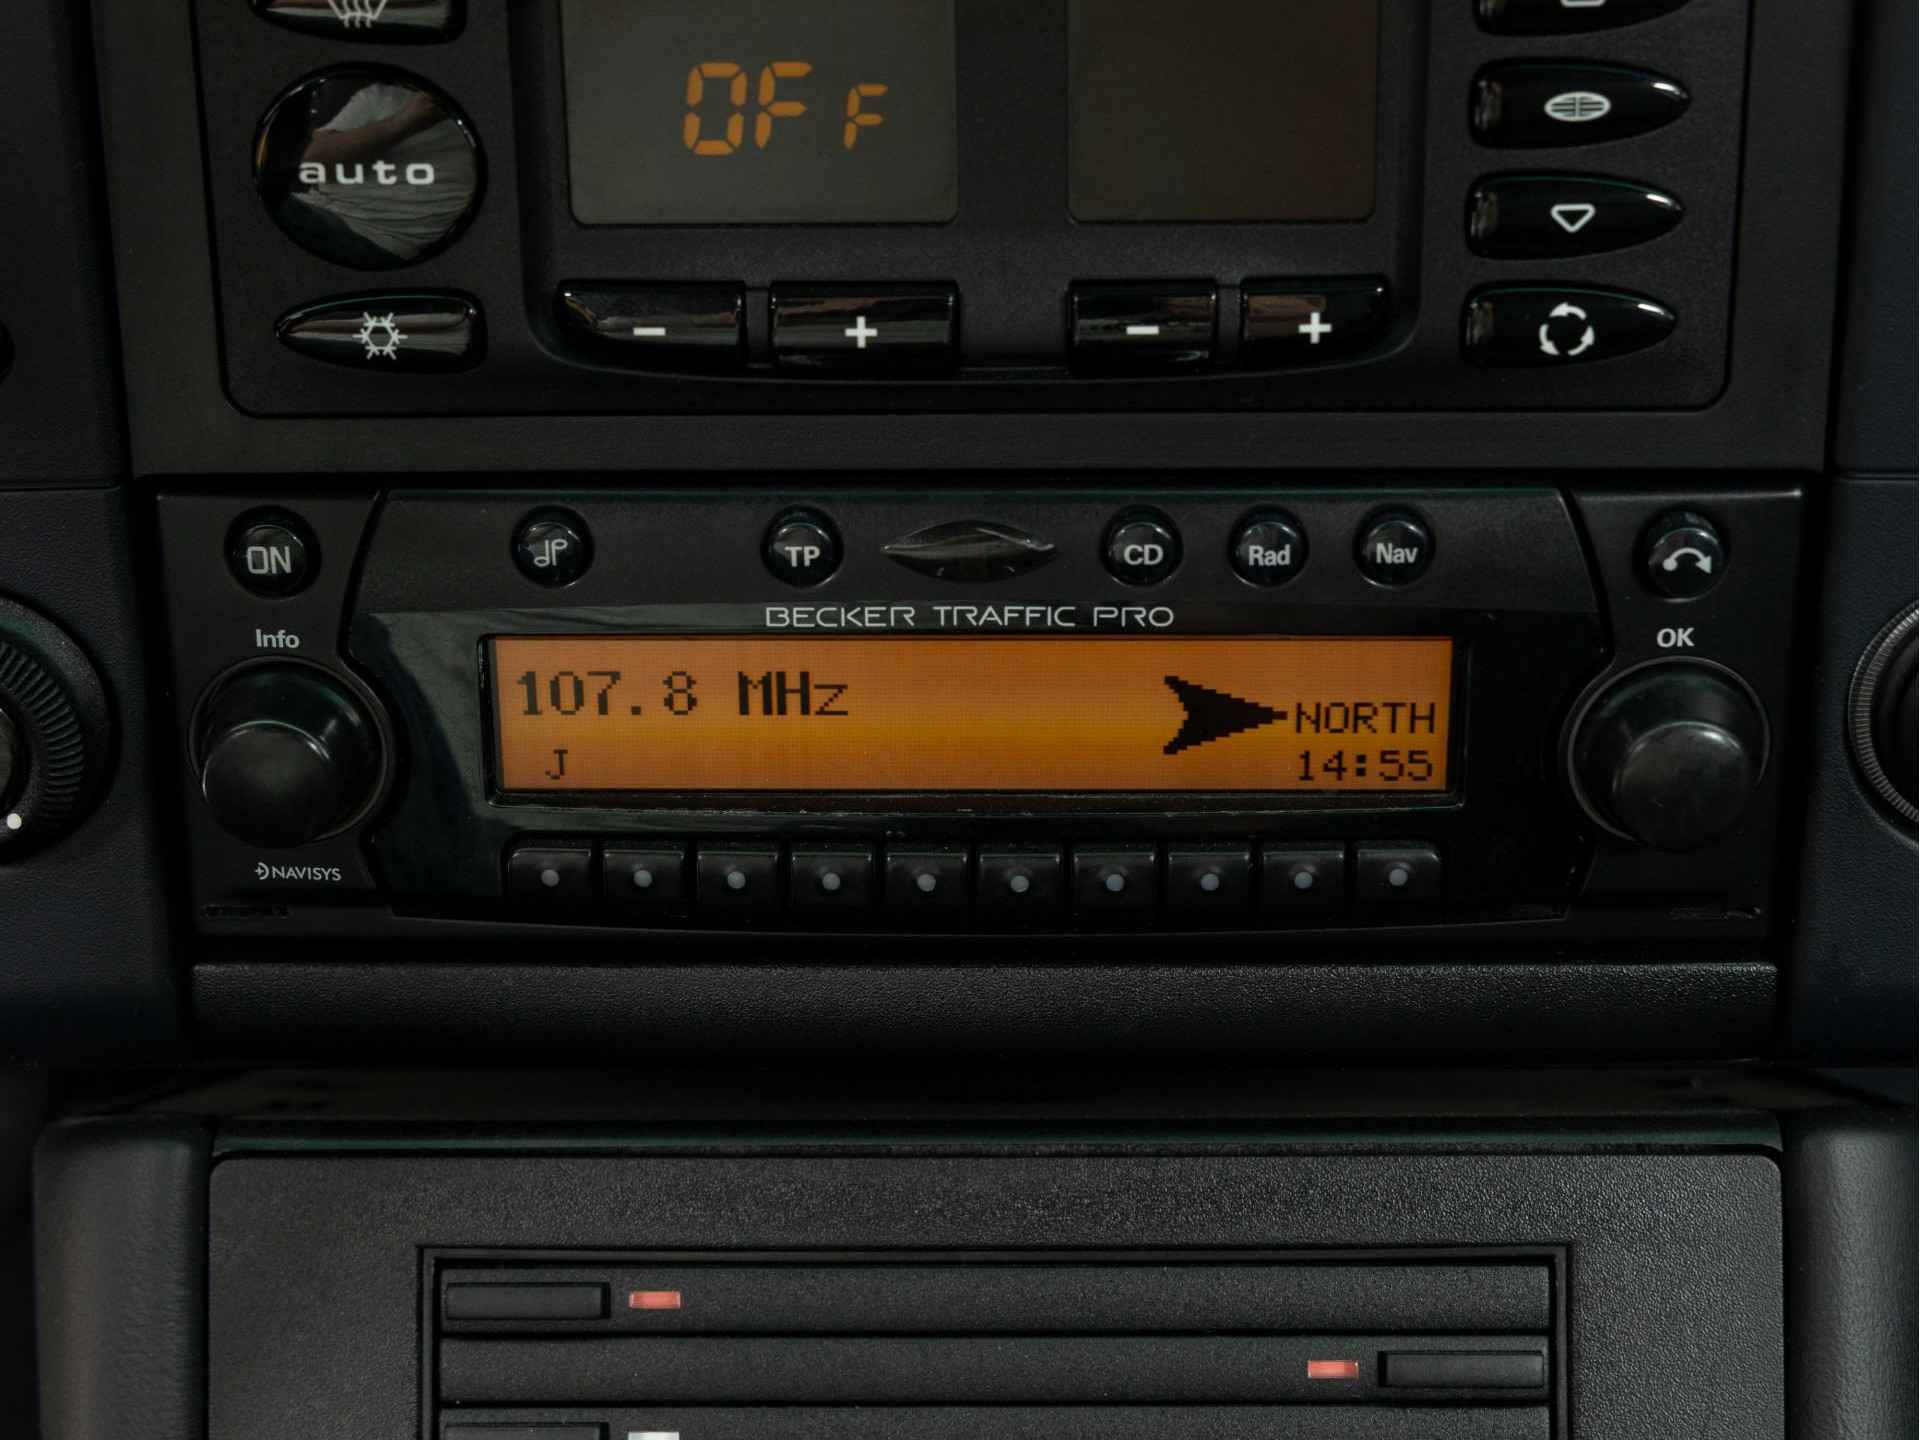 OFF F
auto
- + - +
ON
TP
CD
Rad
Nav
BECKER TRAFFIC PRO
Info
OK
107.8 MHz
NORTH
J
14:55
NAVISYS